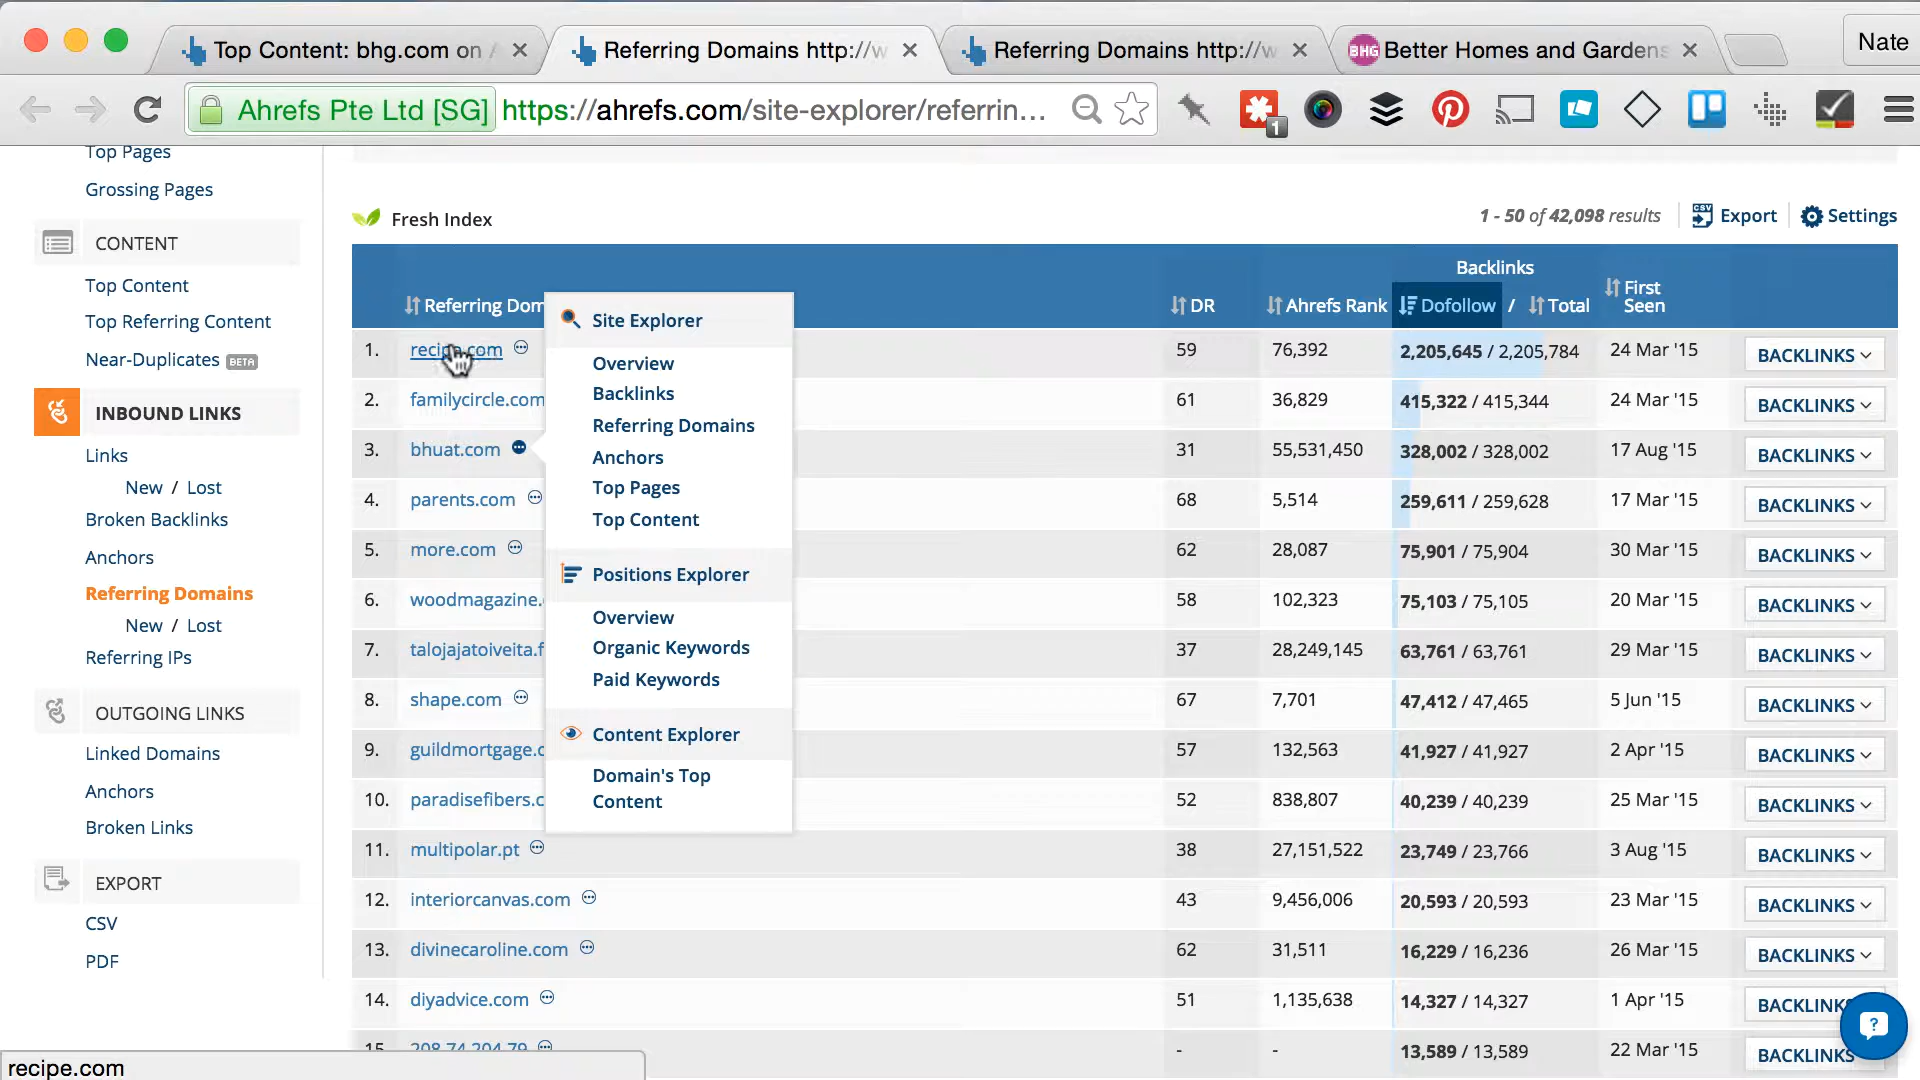 Top Content: bhg.com on A
Referring Domains http://w
Referring Domains http://w
BHG Better Homes and Gardens
Nate
Ahrefs Pte Ltd [SG]
https://ahrefs.com/site-explorer/referrin...
1
Top Pages
Grossing Pages
CONTENT
Top Content
Top Referring Content
Near-Duplicates BETA
INBOUND LINKS
Links
New / Lost
Broken Backlinks
Anchors
Referring Domains
New / Lost
Referring IPs
OUTGOING LINKS
Linked Domains
Anchors
Broken Links
EXPORT
CSV
PDF
Fresh Index
1 - 50 of 42,098 results
CSV Export
Settings
Referring Dom
DR
Ahrefs Rank
Backlinks
Dofollow / Total
First Seen
1. recipe.com 59 76,392 2,205,645 / 2,205,784 24 Mar '15 BACKLINKS
2. familycircle.com 61 36,829 415,322 / 415,344 24 Mar '15 BACKLINKS
3. bhuat.com 31 55,531,450 328,002 / 328,002 17 Aug '15 BACKLINKS
4. parents.com 68 5,514 259,611 / 259,628 17 Mar '15 BACKLINKS
5. more.com 62 28,087 75,901 / 75,904 30 Mar '15 BACKLINKS
6. woodmagazine. 58 102,323 75,103 / 75,105 20 Mar '15 BACKLINKS
7. talojajatoiveita.f 37 28,249,145 63,761 / 63,761 29 Mar '15 BACKLINKS
8. shape.com 67 7,701 47,412 / 47,465 5 Jun '15 BACKLINKS
9. guildmortgage.c 57 132,563 41,927 / 41,927 2 Apr '15 BACKLINKS
10. paradisefibers.c 52 838,807 40,239 / 40,239 25 Mar '15 BACKLINKS
11. multipolar.pt 38 27,151,522 23,749 / 23,766 3 Aug '15 BACKLINKS
12. interiorcanvas.com 43 9,456,006 20,593 / 20,593 23 Mar '15 BACKLINKS
13. divinecaroline.com 62 31,511 16,229 / 16,236 26 Mar '15 BACKLINKS
14. diyadvice.com 51 1,135,638 14,327 / 14,327 1 Apr '15 BACKLINKS
15. 208.74.204.79 - - 13,589 / 13,589 22 Mar '15 BACKLINKS
Site Explorer
Overview
Backlinks
Referring Domains
Anchors
Top Pages
Top Content
Positions Explorer
Overview
Organic Keywords
Paid Keywords
Content Explorer
Domain's Top
Content
?
recipe.com